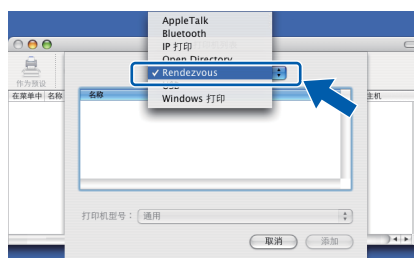 AppleTalk
Bluetooth
IP 打印
Open Directory
✓ Rendezvous
USB
Windows 打印
作为预设
在菜单中 名称
主机
名称
打印机型号： 通用
取消 添加